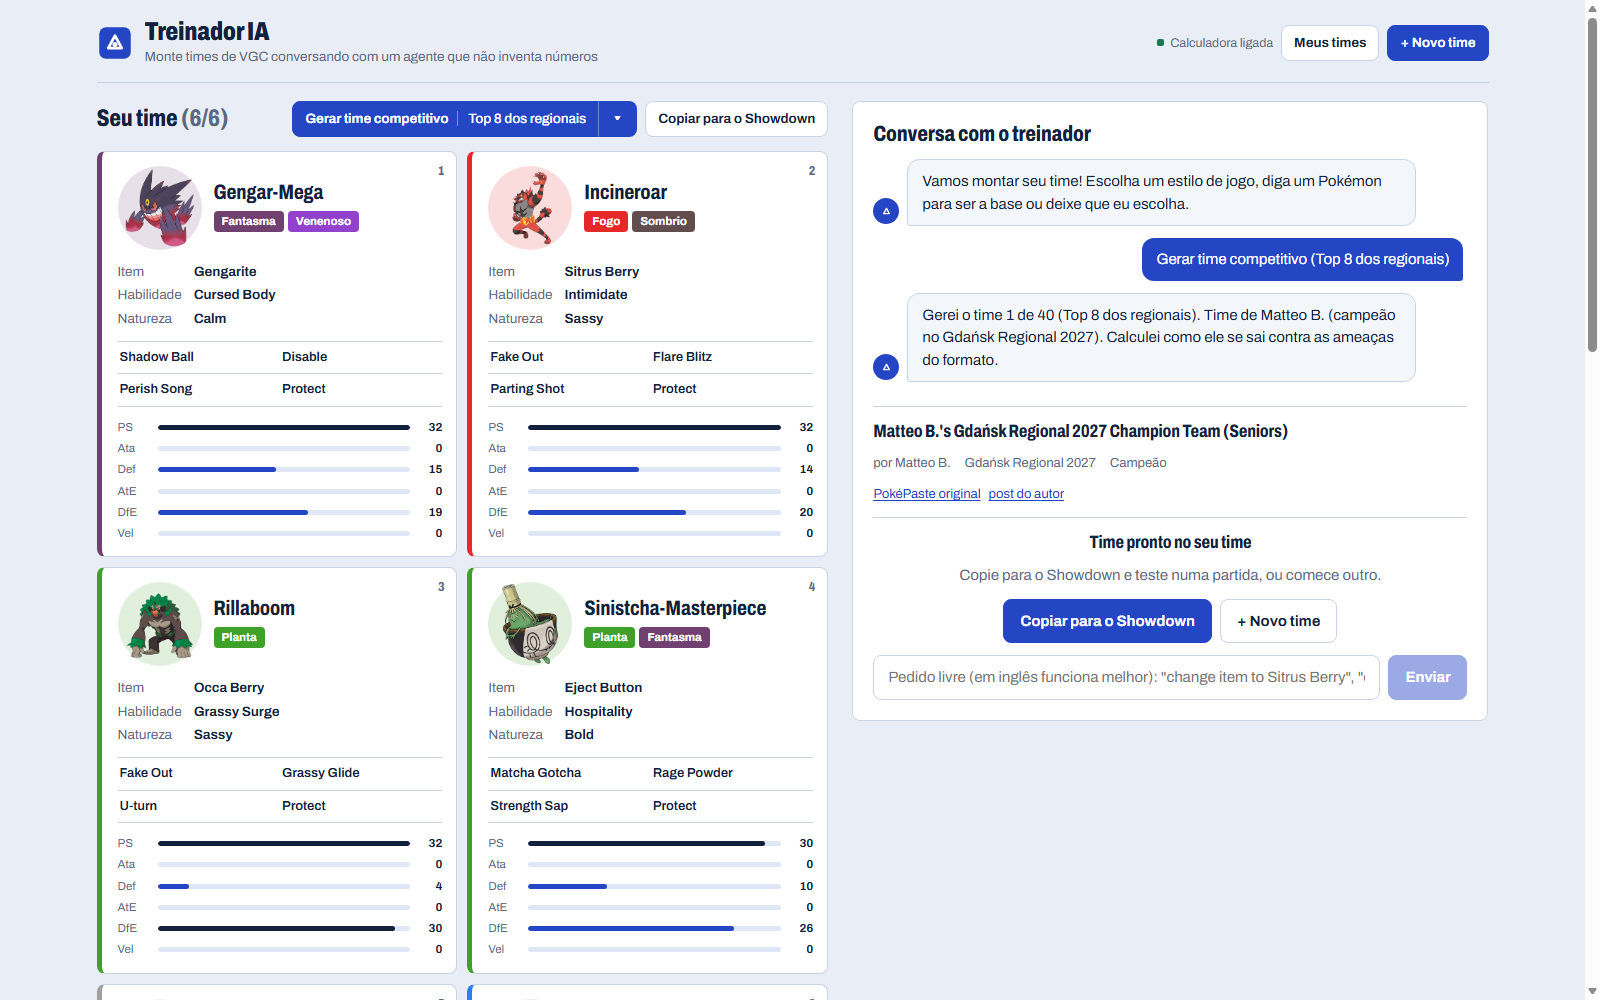 Treinador IA
Monte times de VGC conversando com um agente que não inventa números
Calculadora ligada
Meus times
+ Novo time
Seu time (6/6)
Gerar time competitivo
Top 8 dos regionais
Copiar para o Showdown
1
Gengar-Mega
Fantasma Venenoso
Item Gengarite
Habilidade Cursed Body
Natureza Calm
Shadow Ball Disable
Perish Song Protect
PS 32
Ata 0
Def 15
AtE 0
DfE 19
Vel 0
2
Incineroar
Fogo Sombrio
Item Sitrus Berry
Habilidade Intimidate
Natureza Sassy
Fake Out Flare Blitz
Parting Shot Protect
PS 32
Ata 0
Def 14
AtE 0
DfE 20
Vel 0
3
Rillaboom
Planta
Item Occa Berry
Habilidade Grassy Surge
Natureza Sassy
Fake Out Grassy Glide
U-turn Protect
PS 32
Ata 0
Def 4
AtE 0
DfE 30
Vel 0
4
Sinistcha-Masterpiece
Planta Fantasma
Item Eject Button
Habilidade Hospitality
Natureza Bold
Matcha Gotcha Rage Powder
Strength Sap Protect
PS 30
Ata 0
Def 10
AtE 0
DfE 26
Vel 0
Conversa com o treinador
Vamos montar seu time! Escolha um estilo de jogo, diga um Pokémon
para ser a base ou deixe que eu escolha.
Gerar time competitivo (Top 8 dos regionais)
Gerei o time 1 de 40 (Top 8 dos regionais). Time de Matteo B. (campeão
no Gdańsk Regional 2027). Calculei como ele se sai contra as ameaças
do formato.
Matteo B.'s Gdańsk Regional 2027 Champion Team (Seniors)
por Matteo B. Gdańsk Regional 2027 Campeão
PokéPaste original post do autor
Time pronto no seu time
Copie para o Showdown e teste numa partida, ou comece outro.
Copiar para o Showdown
+ Novo time
Pedido livre (em inglês funciona melhor): "change item to Sitrus Berry", "
Enviar